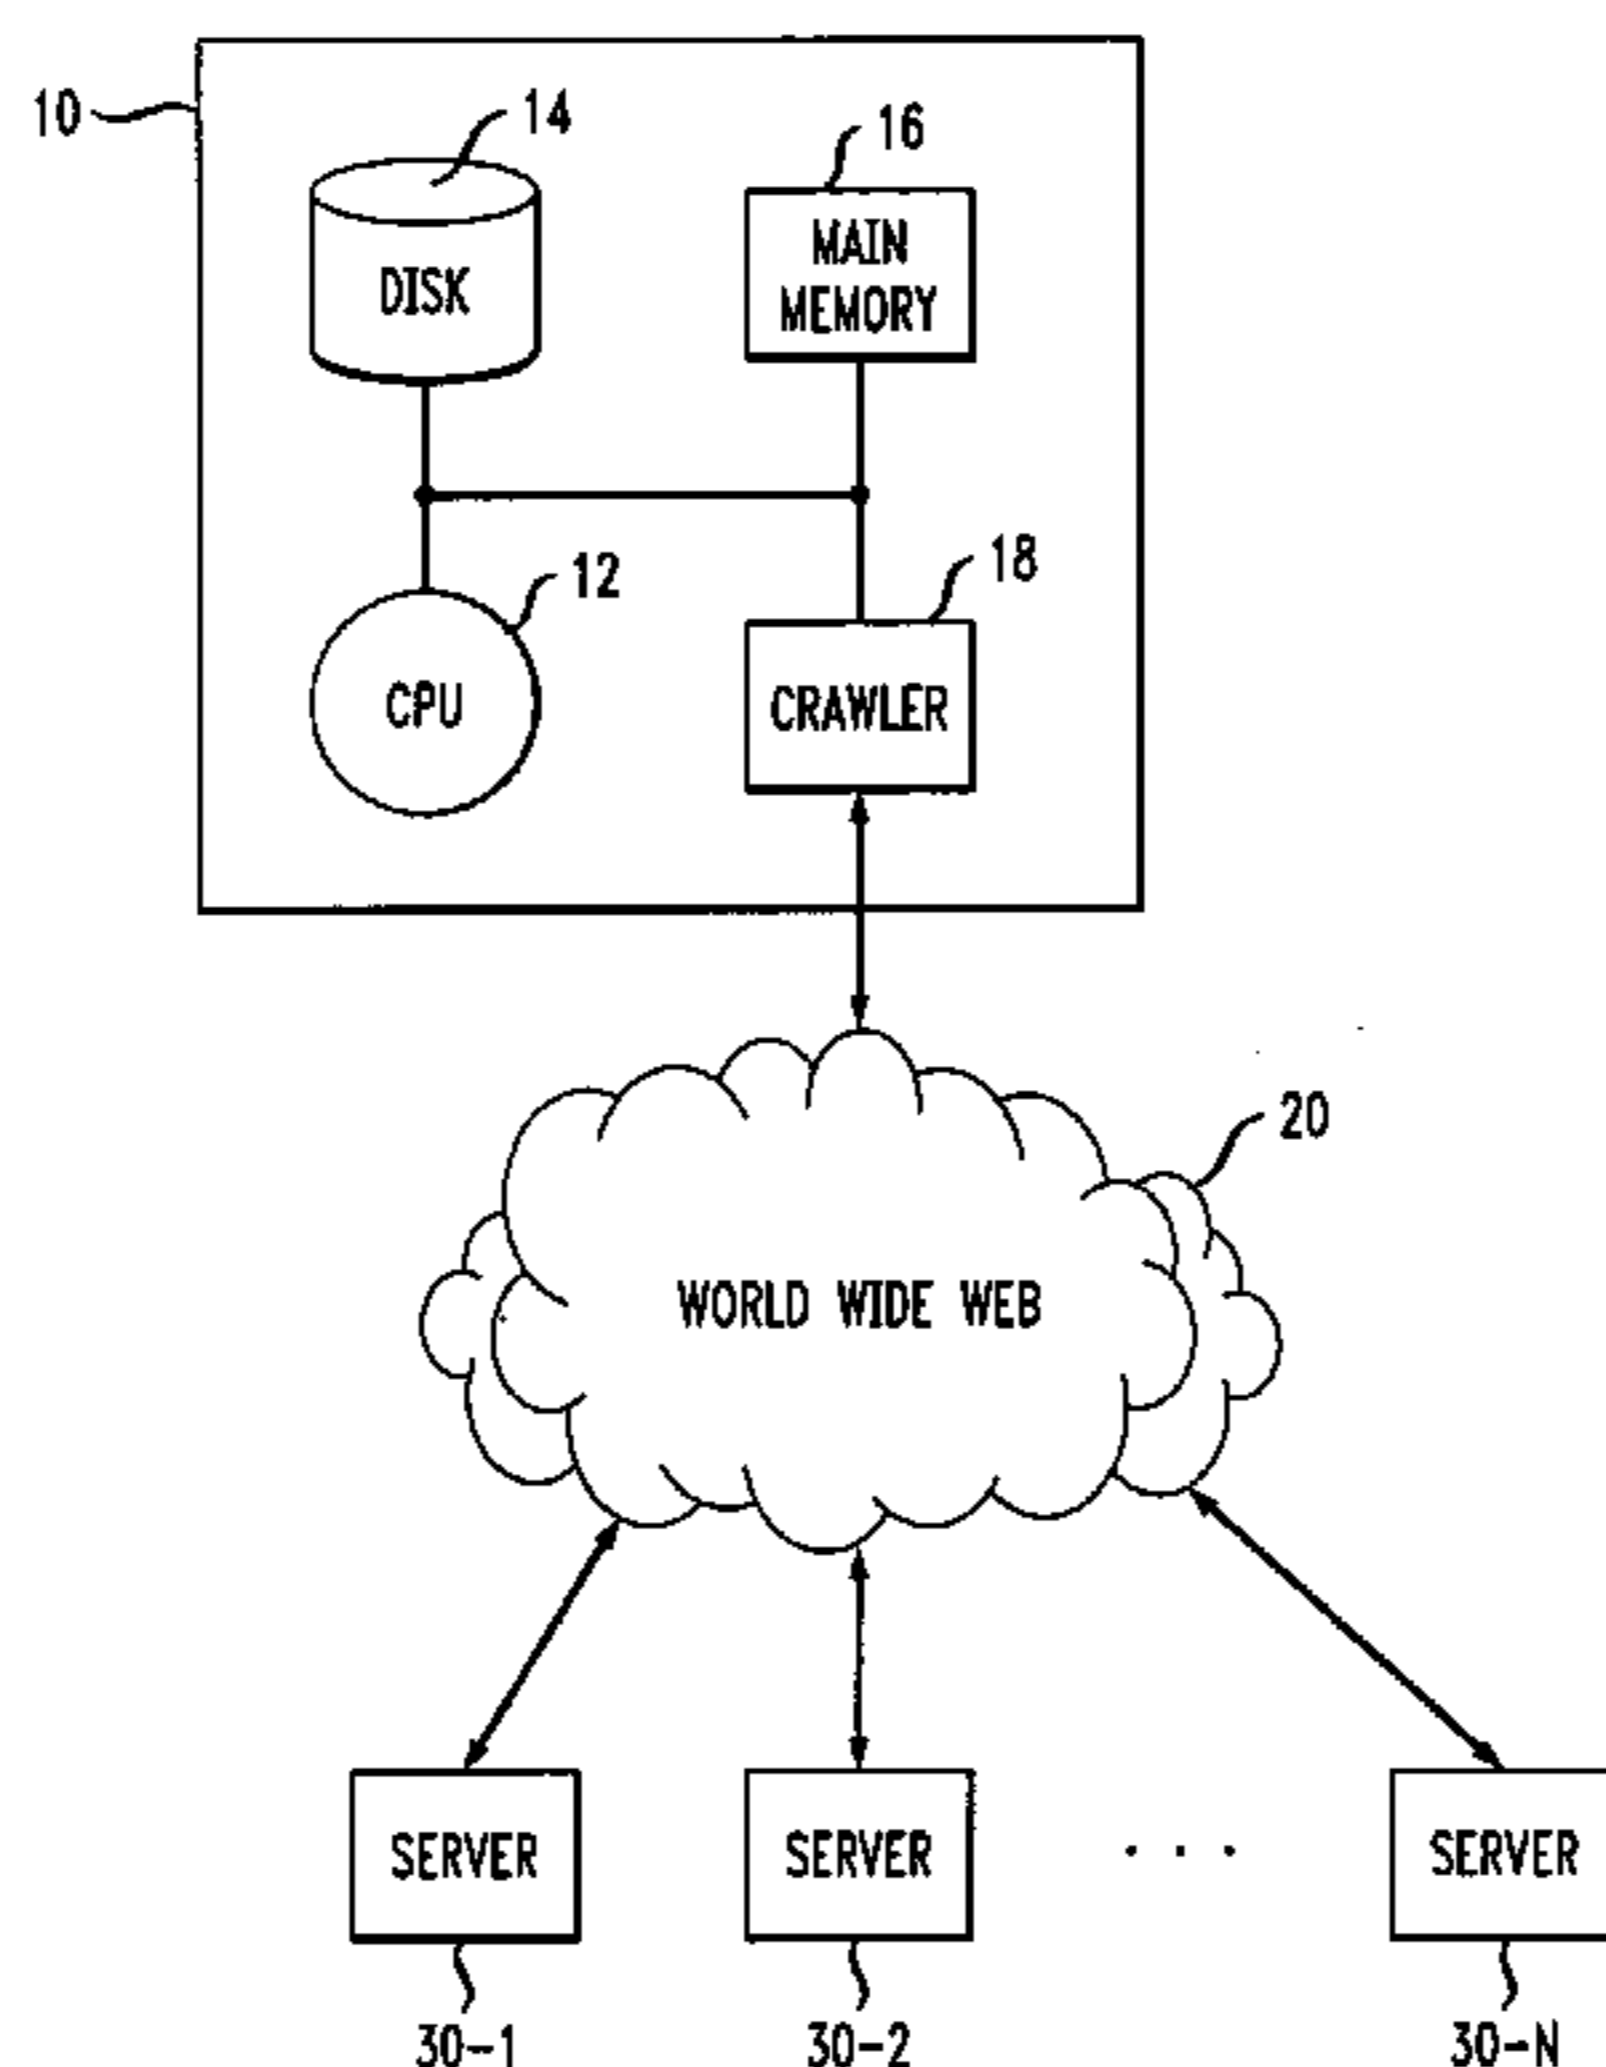 10
14
16
DISK
MAIN
MEMORY
12
18
CPU
CRAWLER
20
WORLD WIDE WEB
SERVER
SERVER
. . .
SERVER
30-1
30-2
30-N